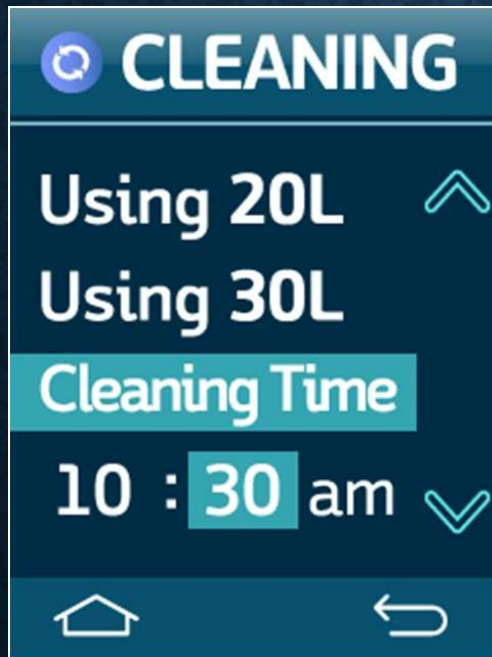 CLEANING
Using 20L
Using 30L
Cleaning Time
10 : 30 am